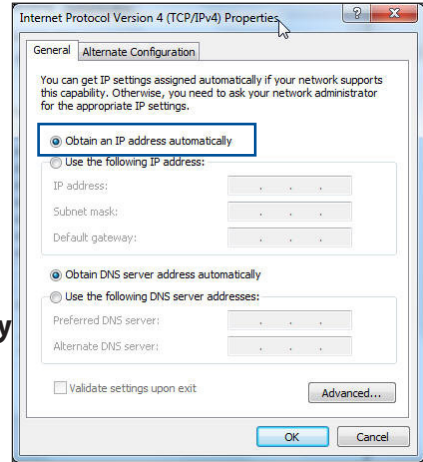 Internet Protocol Version 4 (TCP/IPv4) Properties
General
Alternate Configuration
You can get IP settings assigned automatically if your network supports
this capability. Otherwise, you need to ask your network administrator
for the appropriate IP settings.
Obtain an IP address automatically
Use the following IP address:
IP address:
Subnet mask:
Default gateway:
Obtain DNS server address automatically
Use the following DNS server addresses:
Preferred DNS server:
y
Alternate DNS server:
Validate settings upon exit
Advanced...
OK
Cancel